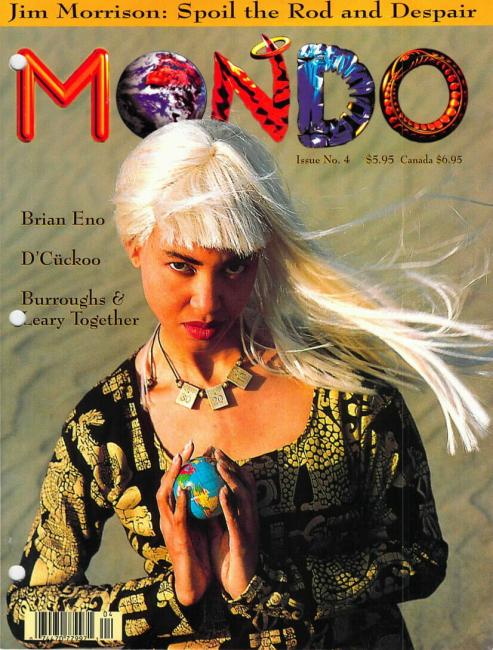 Jim Morrison: Spoil the Rod and Despair
MONDO
Issue No. 4 $5.95 Canada $6.95
Brian Eno
D'Cückoo
Burroughs &
Leary Together
04